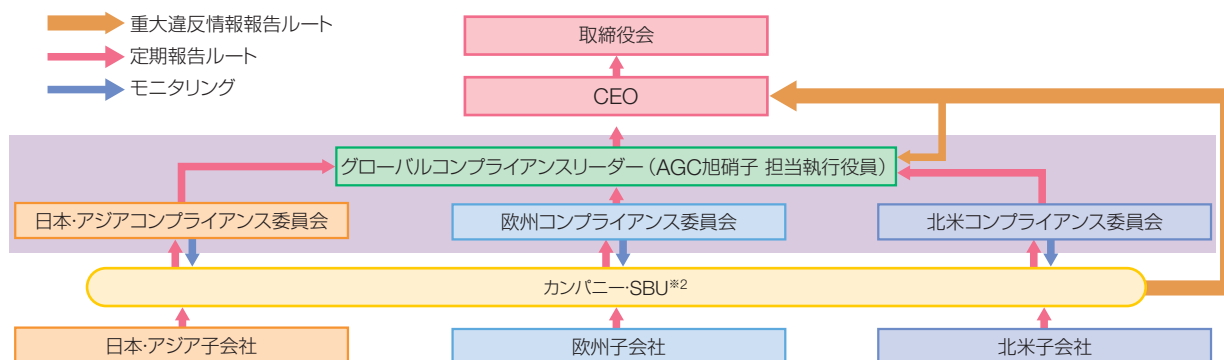 重大違反情報報告ルート
定期報告ルート
モニタリング
取締役会
CEO
グローバルコンプライアンスリーダー（AGC旭硝子 担当執行役員）
日本・アジアコンプライアンス委員会
欧州コンプライアンス委員会
北米コンプライアンス委員会
カンパニー・SBU※2
日本・アジア子会社
欧州子会社
北米子会社